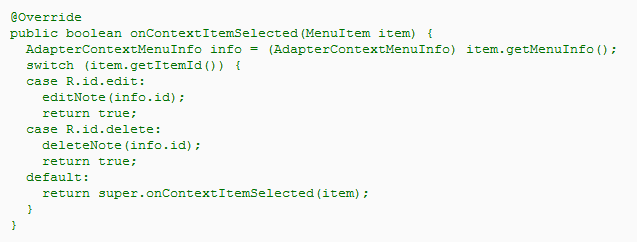 @Override
public boolean onContextItemSelected(MenuItem item) {
  AdapterContextMenuInfo info = (AdapterContextMenuInfo) item.getMenuInfo();
  switch (item.getItemId()) {
  case R.id.edit:
    editNote(info.id);
    return true;
  case R.id.delete:
    deleteNote(info.id);
    return true;
  default:
    return super.onContextItemSelected(item);
  }
}